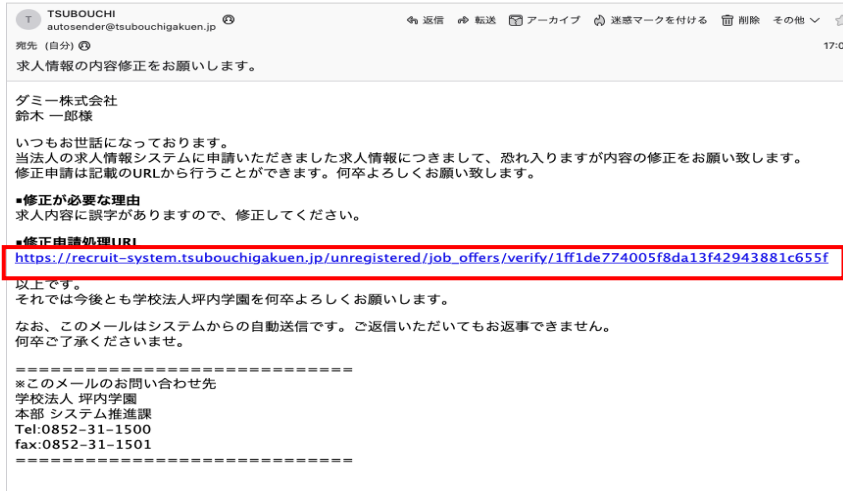 T
TSUBOUCHI
autosender@tsubouchigakuen.jp
返信 転送 アーカイブ 迷惑マークを付ける 削除 その他
宛先 (自分)
17:0
求人情報の内容修正をお願いします。
ダミー株式会社
鈴木 一郎様
いつもお世話になっております。
当法人の求人情報システムに申請いただきました求人情報につきまして、恐れ入りますが内容の修正をお願い致します。
修正申請は記載のURLから行うことができます。何卒よろしくお願い致します。
▪修正が必要な理由
求人内容に誤字がありますので、修正してください。
▪修正申請処理URL
https://recruit-system.tsubouchigakuen.jp/unregistered/job_offers/verify/1ff1de774005f8da13f42943881c655f
以上です。
それでは今後とも学校法人坪内学園を何卒よろしくお願いします。
なお、このメールはシステムからの自動送信です。ご返信いただいてもお返事できません。
何卒ご了承くださいませ。
=============================
※このメールのお問い合わせ先
学校法人 坪内学園
本部 システム推進課
Tel:0852-31-1500
fax:0852-31-1501
=============================